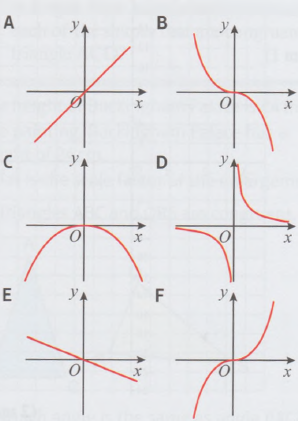 A y O x
B y O x
C y O x
D y O x
E y O x
F y O x